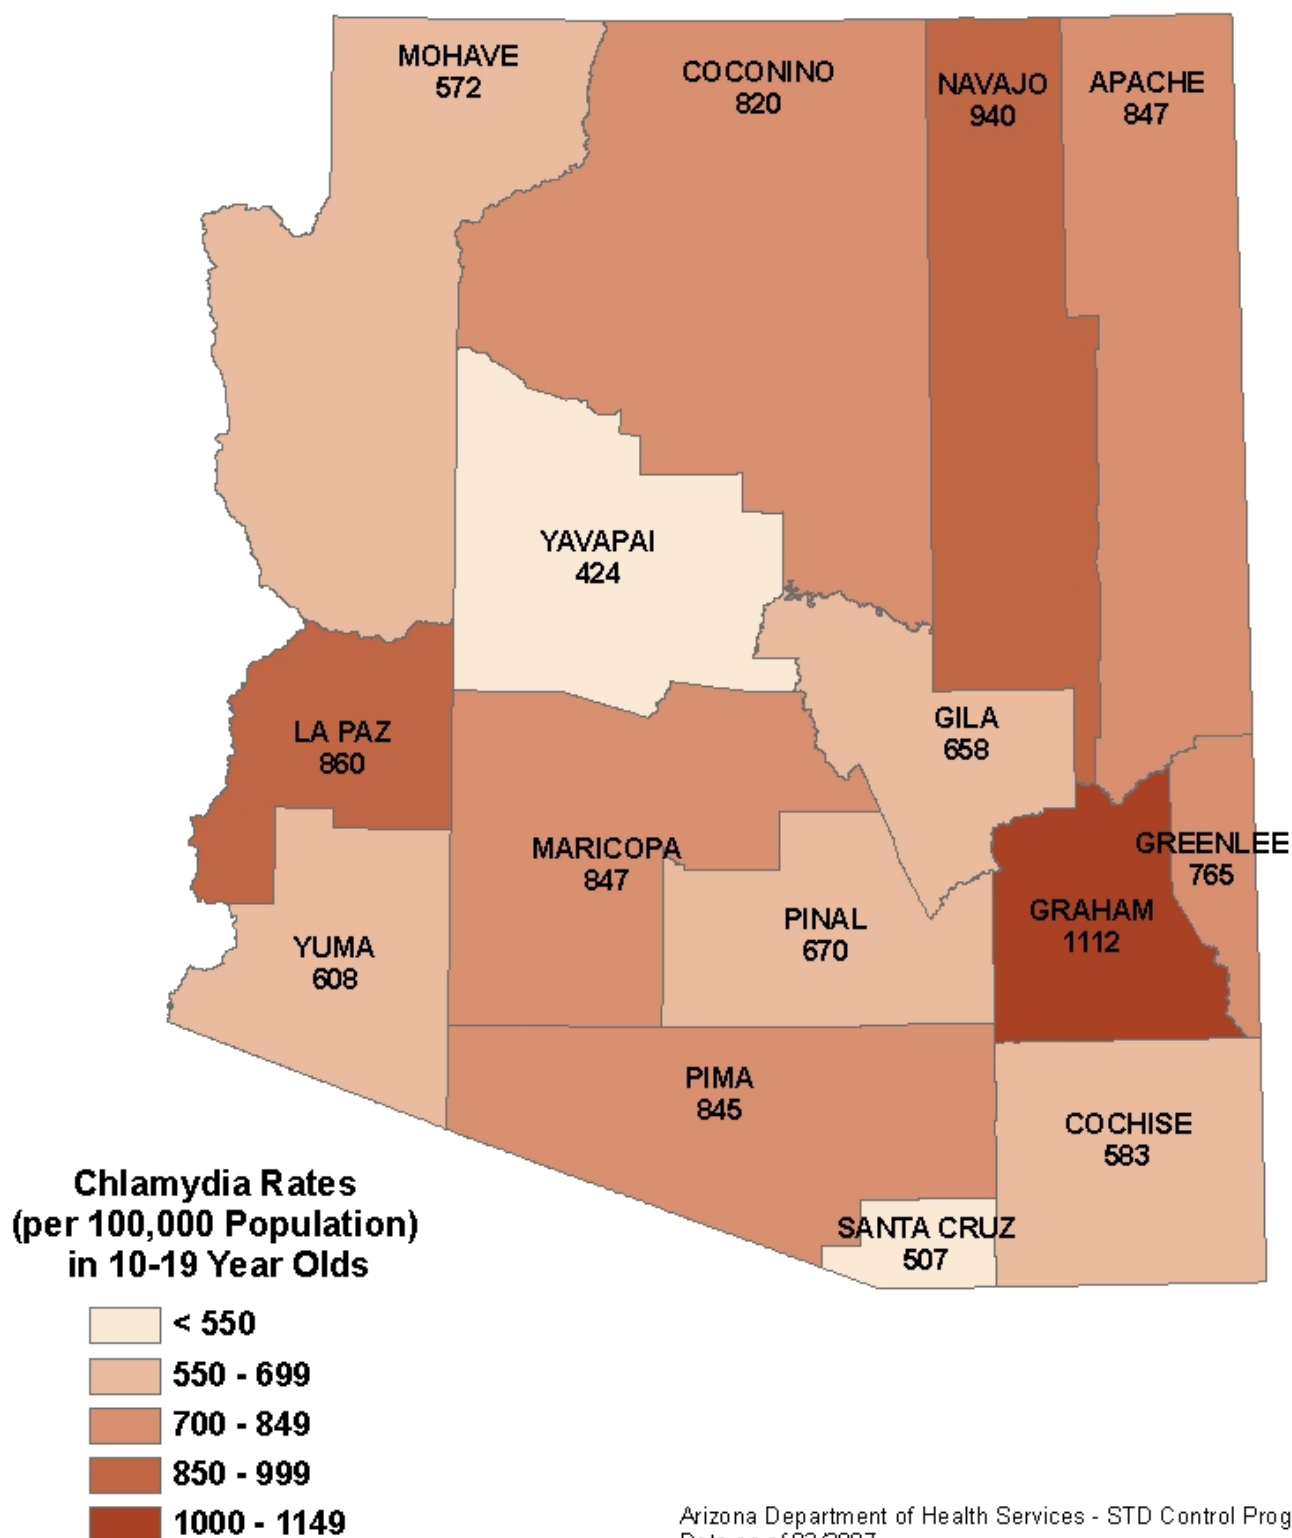 MOHAVE
572
COCONINO
820
NAVAJO
940
APACHE
847
YAVAPAI
424
LA PAZ
860
GILA
658
MARICOPA
847
GREENLEE
765
GRAHAM
1112
PINAL
670
YUMA
608
PIMA
845
COCHISE
583
SANTA CRUZ
507
Chlamydia Rates
(per 100,000 Population)
in 10-19 Year Olds
< 550
550 - 699
700 - 849
850 - 999
1000 - 1149
Arizona Department of Health Services - STD Control Prog